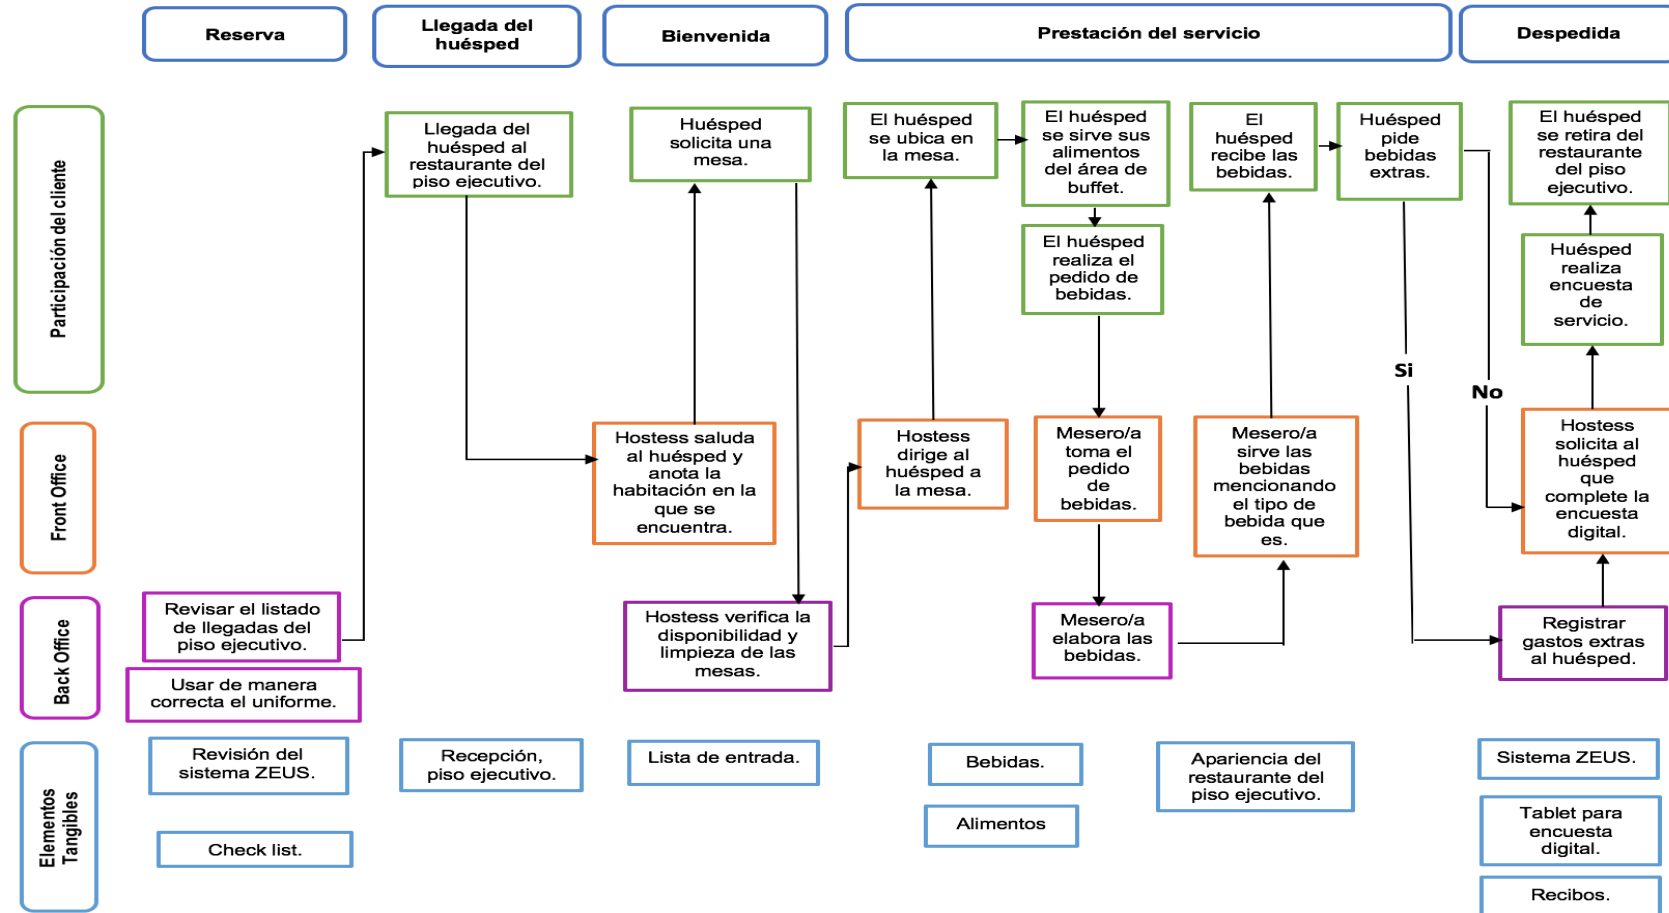 Reserva
Llegada del
huésped
Bienvenida
Prestación del servicio
Despedida
Participación del cliente
Llegada del
huésped al
restaurante del
piso ejecutivo.
Huésped
solicita una
mesa.
El huésped
se ubica en
la mesa.
El huésped
se sirve sus
alimentos
del área de
buffet.
El huésped
realiza el
pedido de
bebidas.
El
huésped
recibe las
bebidas.
Huésped
pide
bebidas
extras.
El huésped
se retira del
restaurante
del piso
ejecutivo.
Huésped
realiza
encuesta
de
servicio.
Si
No
Front Office
Hostess saluda
al huésped y
anota la
habitación en la
que se
encuentra.
Hostess
dirige al
huésped a
la mesa.
Mesero/a
toma el
pedido
de
bebidas.
Mesero/a
sirve las
bebidas
mencionando
el tipo de
bebida que
es.
Hostess
solicita al
huésped
que
complete la
encuesta
digital.
Back Office
Revisar el listado
de llegadas del
piso ejecutivo.
Usar de manera
correcta el uniforme.
Hostess verifica la
disponibilidad y
limpieza de las
mesas.
Mesero/a
elabora las
bebidas.
Registrar
gastos extras
al huésped.
Elementos
Tangibles
Revisión del
sistema ZEUS.
Check list.
Recepción,
piso ejecutivo.
Lista de entrada.
Bebidas.
Alimentos
Apariencia del
restaurante del
piso ejecutivo.
Sistema ZEUS.
Tablet para
encuesta
digital.
Recibos.